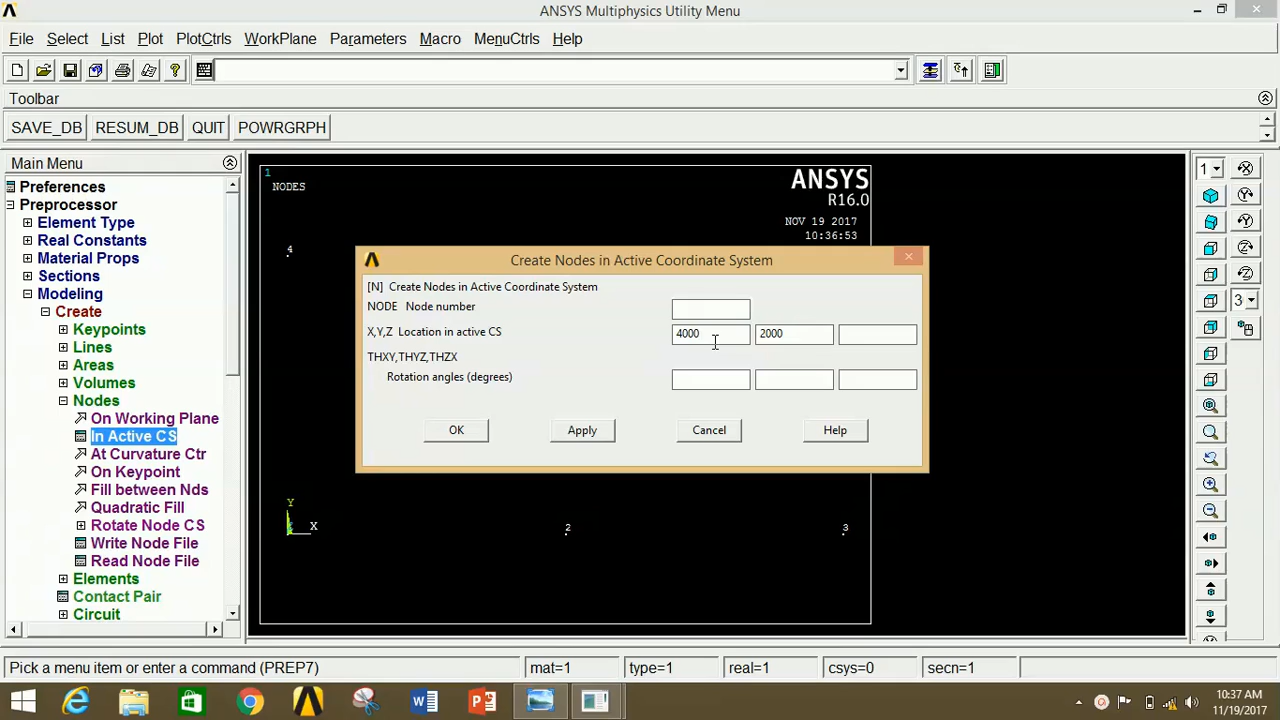 ANSYS Multiphysics Utility Menu
File Select List Plot PlotCtrls WorkPlane Parameters Macro MenuCtrls Help
Toolbar
SAVE_DB RESUM_DB QUIT POWRGRPH
Main Menu
Preferences
Preprocessor
Element Type
Real Constants
Material Props
Sections
Modeling
Create
Keypoints
Lines
Areas
Volumes
Nodes
On Working Plane
In Active CS
At Curvature Ctr
On Keypoint
Fill between Nds
Quadratic Fill
Rotate Node CS
Write Node File
Read Node File
Elements
Contact Pair
Circuit
1
NODES
ANSYS
R16.0
NOV 19 2017
10:36:53
4
Create Nodes in Active Coordinate System
[N] Create Nodes in Active Coordinate System
NODE Node number
X,Y,Z Location in active CS 4000 2000
THXY,THYZ,THZX
Rotation angles (degrees)
OK Apply Cancel Help
Y
X
2
3
1
3
Pick a menu item or enter a command (PREP7) mat=1 type=1 real=1 csys=0 secn=1
10:37 AM
11/19/2017